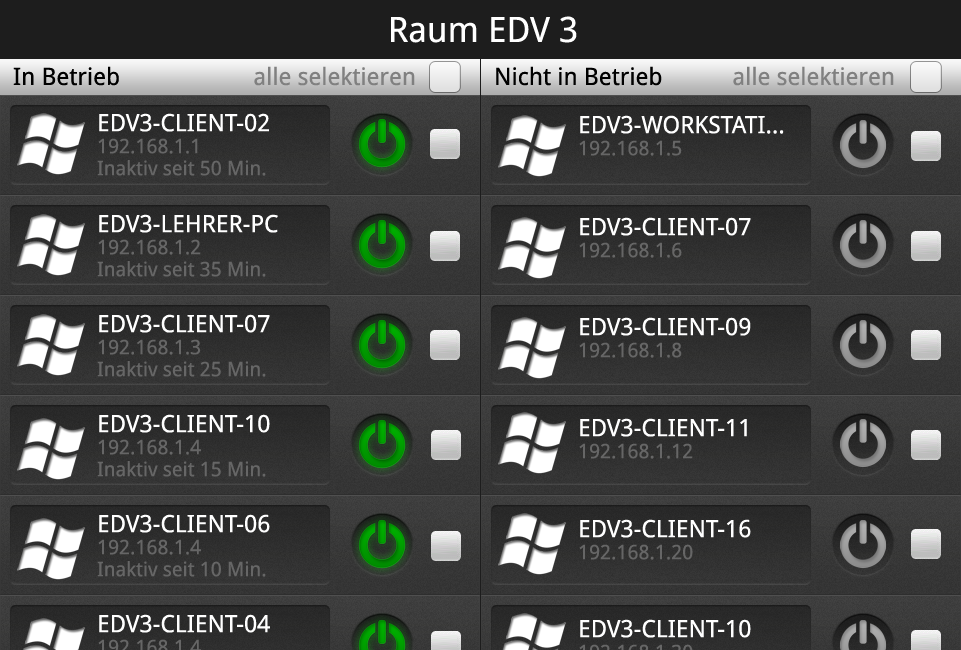 Raum EDV 3
In Betrieb
alle selektieren
EDV3-CLIENT-02
192.168.1.1
Inaktiv seit 50 Min.
EDV3-LEHRER-PC
192.168.1.2
Inaktiv seit 35 Min.
EDV3-CLIENT-07
192.168.1.3
Inaktiv seit 25 Min.
EDV3-CLIENT-10
192.168.1.4
Inaktiv seit 15 Min.
EDV3-CLIENT-06
192.168.1.4
Inaktiv seit 10 Min.
EDV3-CLIENT-04
192.168.1.4
Nicht in Betrieb
alle selektieren
EDV3-WORKSTATI...
192.168.1.5
EDV3-CLIENT-07
192.168.1.6
EDV3-CLIENT-09
192.168.1.8
EDV3-CLIENT-11
192.168.1.12
EDV3-CLIENT-16
192.168.1.20
EDV3-CLIENT-10